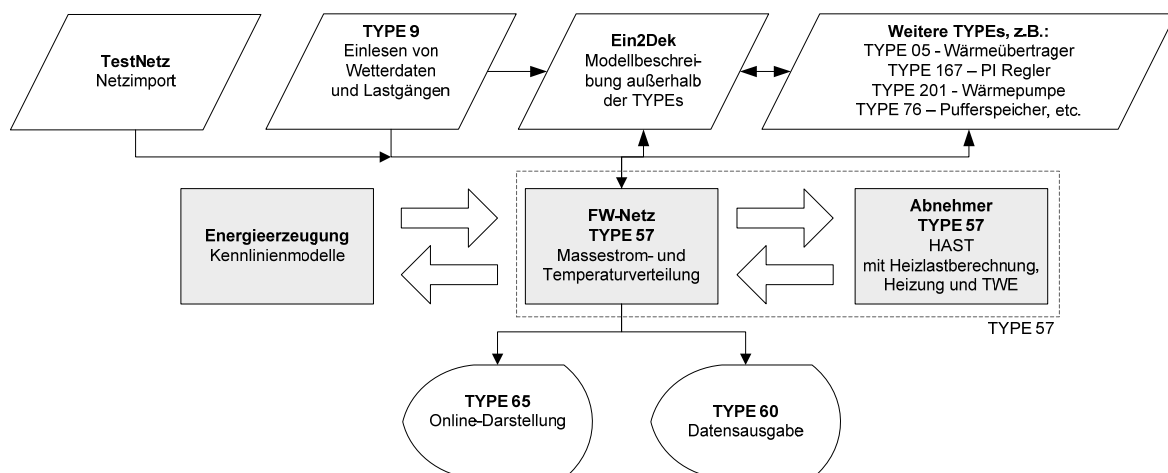 TestNetz
Netzimport
TYPE 9
Einlesen von
Wetterdaten
und Lastgängen
Ein2Dek
Modellbeschrei-
bung außerhalb
der TYPEs
Weitere TYPEs, z.B.:
TYPE 05 - Wärmeübertrager
TYPE 167 – PI Regler
TYPE 201 - Wärmepumpe
TYPE 76 – Pufferspeicher, etc.
Energieerzeugung
Kennlinienmodelle
FW-Netz
TYPE 57
Massestrom- und
Temperaturverteilung
Abnehmer
TYPE 57
HAST
mit Heizlastberechnung,
Heizung und TWE
TYPE 57
TYPE 65
Online-Darstellung
TYPE 60
Datensausgabe